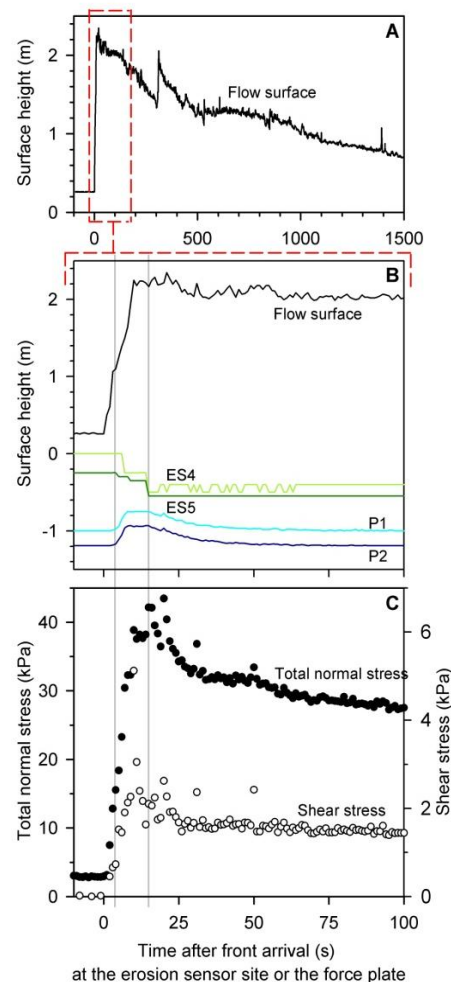 A
Surface height (m)
2
1
0
Flow surface
0 500 1000 1500
B
Surface height (m)
2
1
0
-1
Flow surface
ES4
ES5
P1
P2
C
Total normal stress (kPa)
40
30
20
10
0
Total normal stress
Shear stress
6
4
2
0
Shear stress (kPa)
0 25 50 75 100
Time after front arrival (s)
at the erosion sensor site or the force plate